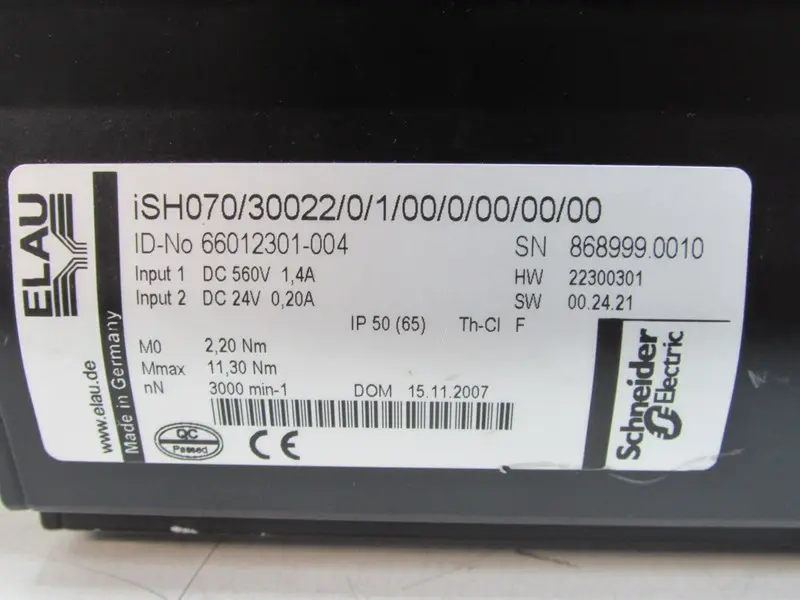 ELAU
www.elau.de
Made in Germany
iSH070/30022/0/1/00/0/00/00/00
ID-No 66012301-004
SN 868999.0010
Input 1 DC 560V 1,4A
HW 22300301
Input 2 DC 24V 0,20A
SW 00.24.21
IP 50 (65) Th-Cl F
M0 2,20 Nm
Mmax 11,30 Nm
nN 3000 min-1 DOM 15.11.2007
QC
Passed
CE
Schneider
Electric